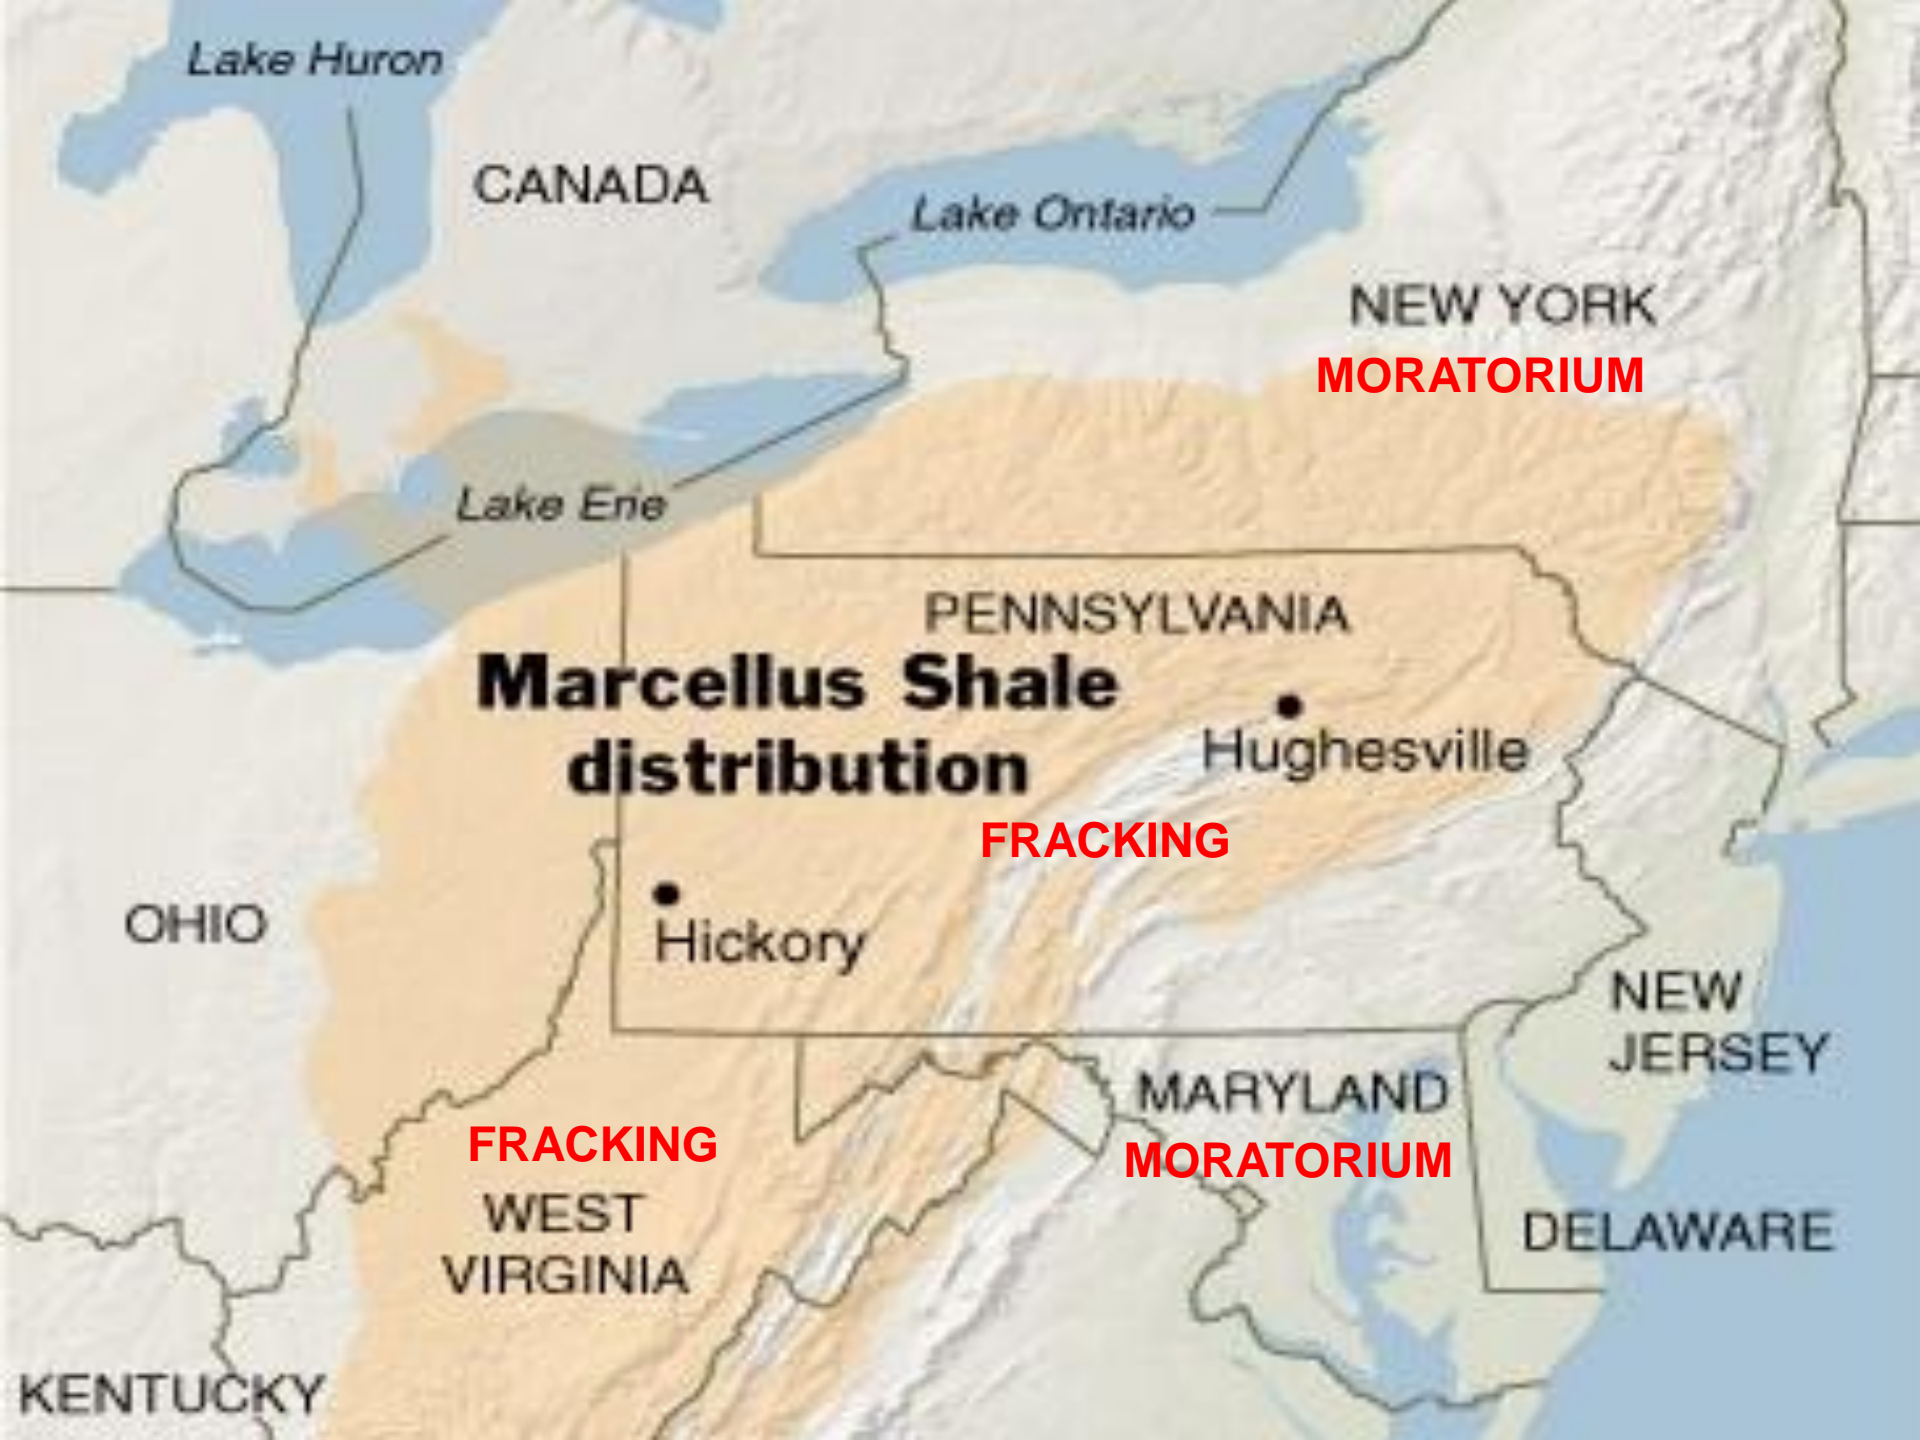 Lake Huron
CANADA
Lake Ontario
NEW YORK
MORATORIUM
Lake Erie
PENNSYLVANIA
Marcellus Shale
distribution
Hughesville
FRACKING
Hickory
OHIO
NEW
JERSEY
MARYLAND
MORATORIUM
FRACKING
WEST
VIRGINIA
DELAWARE
KENTUCKY